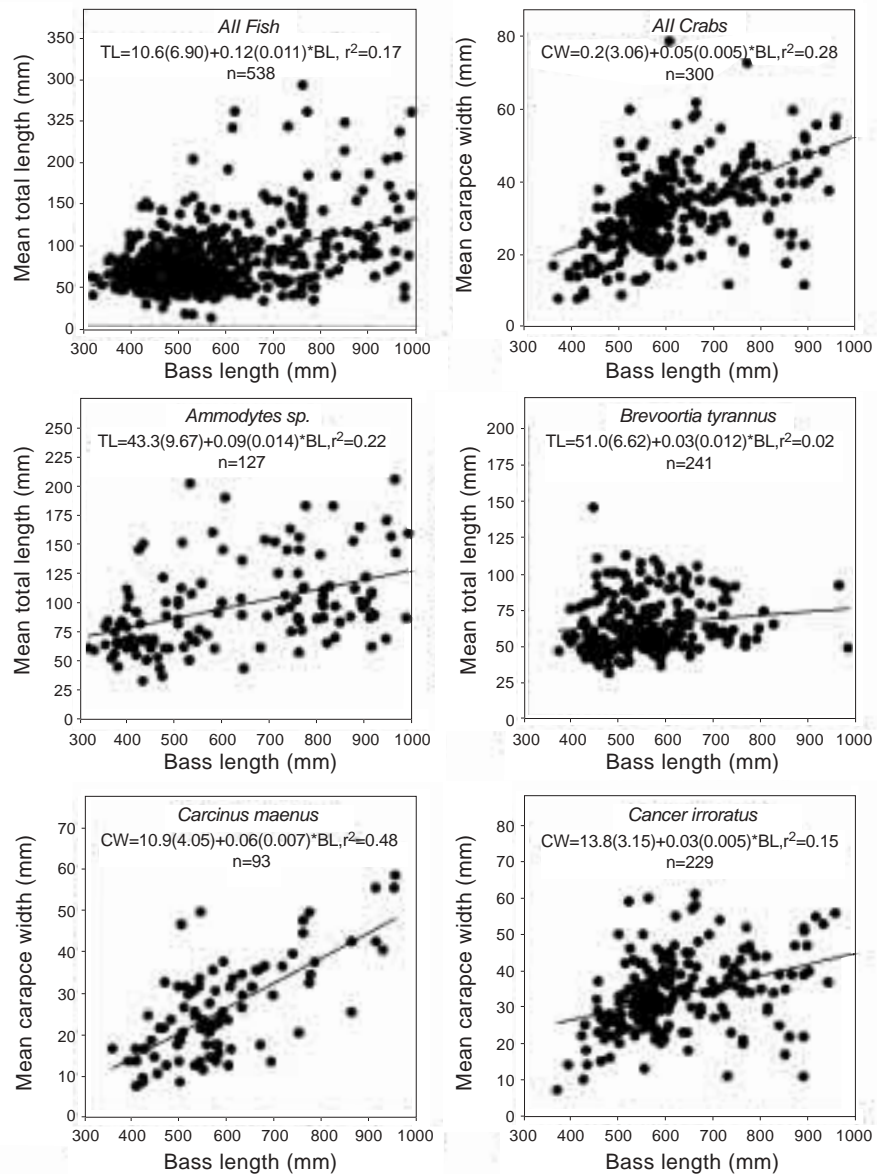 All Fish
TL=10.6(6.90)+0.12(0.011)*BL, r²=0.17
n=538
Mean total length (mm)
350
300
325
200
150
100
50
0
300 400 500 600 700 800 900 1000
Bass length (mm)
All Crabs
CW=0.2(3.06)+0.05(0.005)*BL, r²=0.28
n=300
Mean carapce width (mm)
80
60
40
20
0
300 400 500 600 700 800 900 1000
Bass length (mm)
Ammodytes sp.
TL=43.3(9.67)+0.09(0.014)*BL,r²=0.22
n=127
Mean total length (mm)
250
225
200
175
150
125
100
75
50
25
0
400 500 600 700 800 900 1000
Bass length (mm)
Brevoortia tyrannus
TL=51.0(6.62)+0.03(0.012)*BL,r²=0.02
n=241
Mean total length (mm)
200
175
150
125
100
75
50
25
0
300 400 500 600 700 800 900 1000
Bass length (mm)
Carcinus maenus
CW=10.9(4.05)+0.06(0.007)*BL,r²=0.48
n=93
Mean carapce width (mm)
70
60
50
40
30
20
10
0
300 400 500 600 700 800 900 1000
Bass length (mm)
Cancer irroratus
CW=13.8(3.15)+0.03(0.005)*BL,r²=0.15
n=229
Mean carapce width (mm)
80
70
60
50
40
30
20
10
0
300 400 500 600 700 800 900 1000
Bass length (mm)